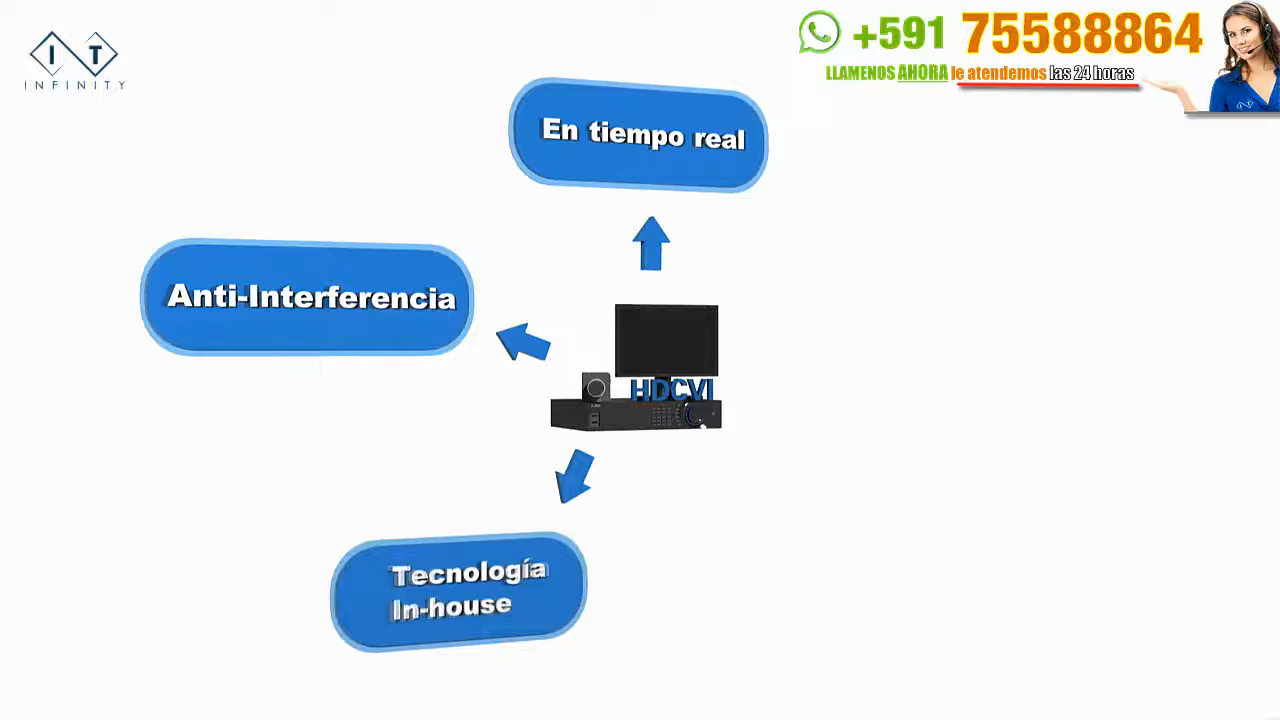 I T
INFINITY
+591 75588864
LLAMENOS AHORA le atendemos las 24 horas
En tiempo real
Anti-Interferencia
HDCVI
Tecnología
In-house